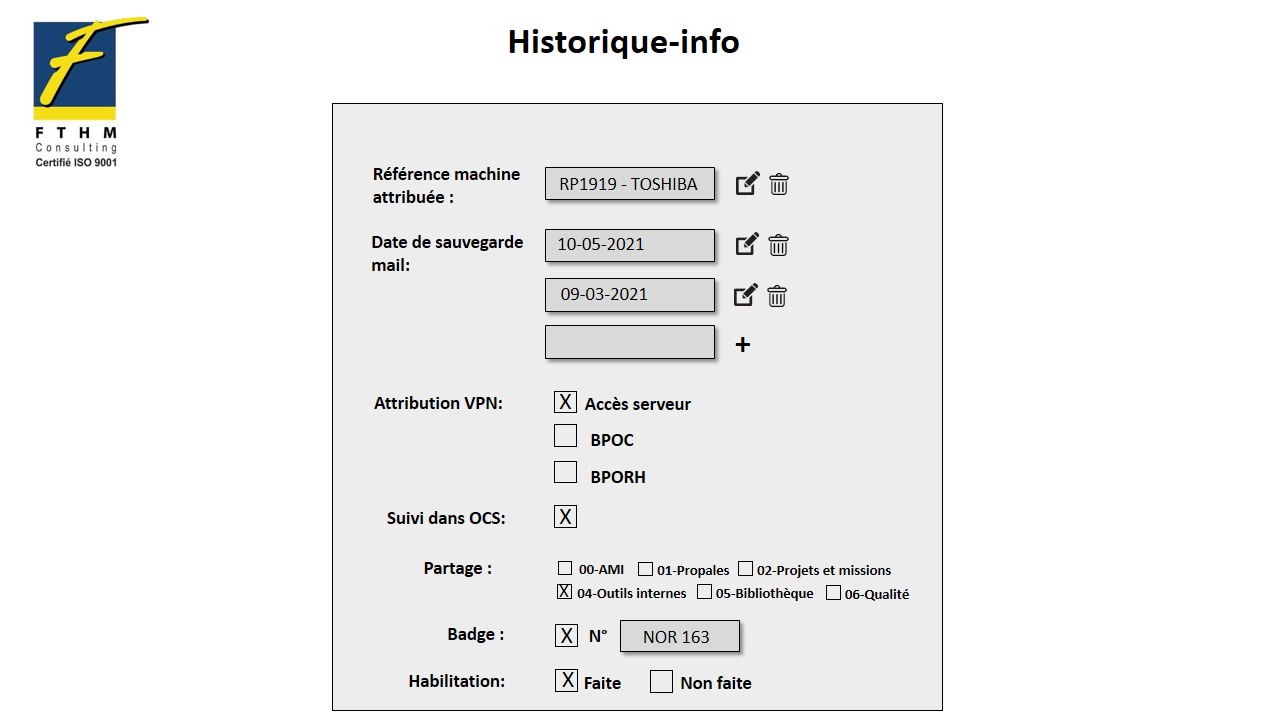 Historique-info
F T H M
Consulting
Certifié ISO 9001
Référence machine
attribuée :
RP1919 - TOSHIBA
Date de sauvegarde
mail:
10-05-2021
09-03-2021
+
Attribution VPN:
X Accès serveur
BPOC
BPORH
Suivi dans OCS:
X
Partage :
00-AMI 01-Propales 02-Projets et missions
X 04-Outils internes 05-Bibliothèque 06-Qualité
Badge :
X N° NOR 163
Habilitation:
X Faite Non faite